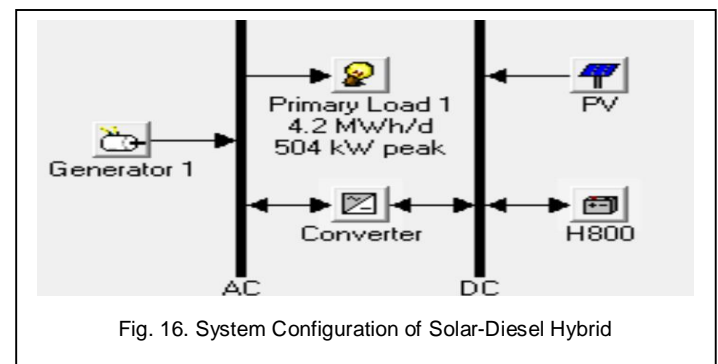 Primary Load 1
4.2 MWh/d
504 kW peak
PV
Generator 1
Converter
H800
AC
DC
Fig. 16. System Configuration of Solar-Diesel Hybrid